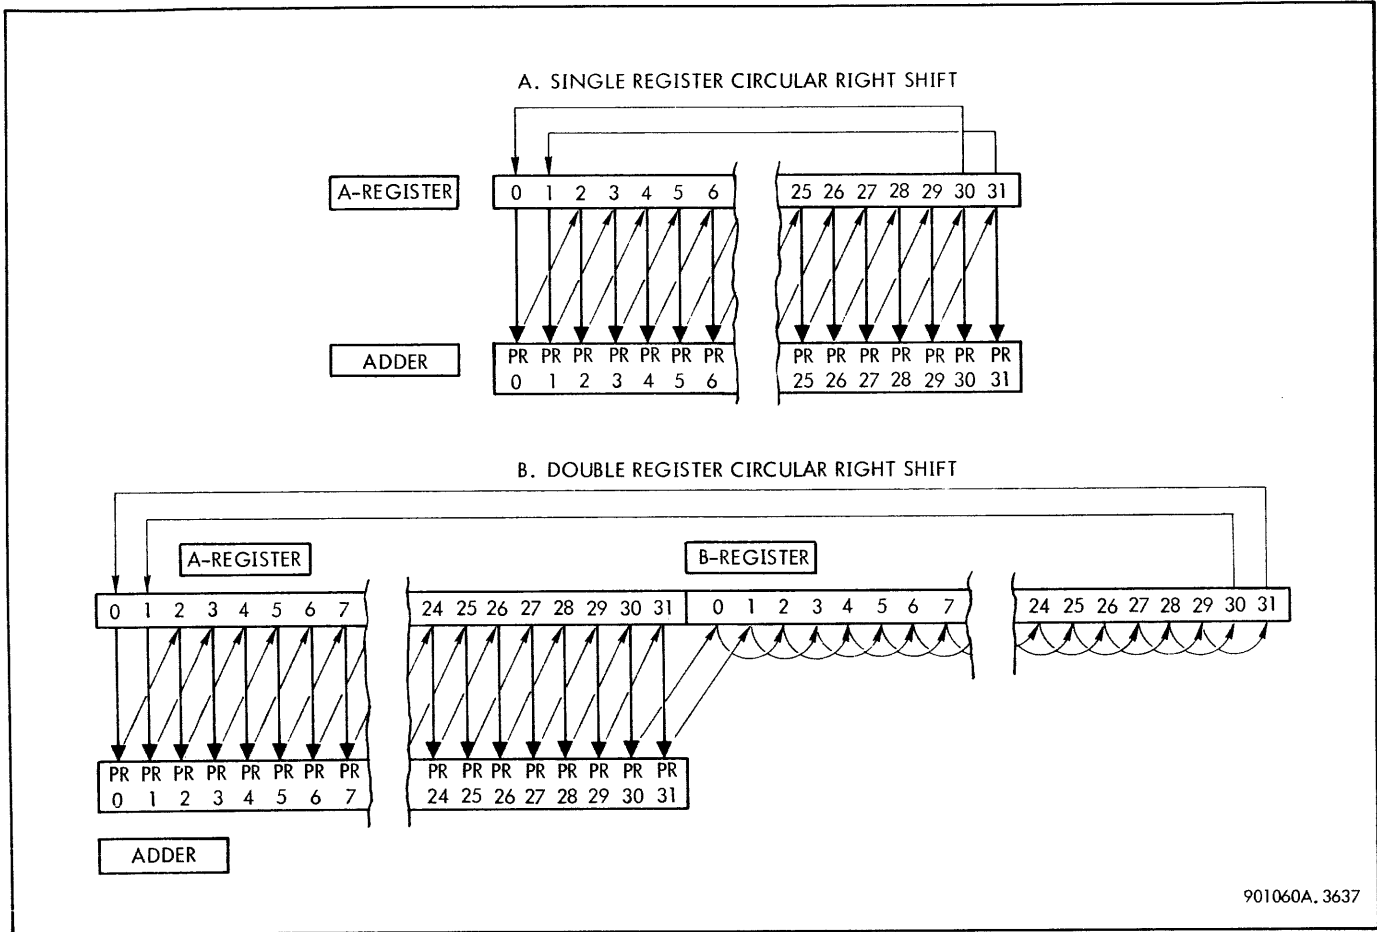 A. SINGLE REGISTER CIRCULAR RIGHT SHIFT
A-REGISTER
0 1 2 3 4 5 6 25 26 27 28 29 30 31
ADDER
PR PR PR PR PR PR PR PR PR PR PR PR PR PR
0 1 2 3 4 5 6 25 26 27 28 29 30 31
B. DOUBLE REGISTER CIRCULAR RIGHT SHIFT
A-REGISTER
B-REGISTER
0 1 2 3 4 5 6 7 24 25 26 27 28 29 30 31 0 1 2 3 4 5 6 7 24 25 26 27 28 29 30 31
PR PR PR PR PR PR PR PR PR PR PR PR PR PR PR PR
0 1 2 3 4 5 6 7 24 25 26 27 28 29 30 31
ADDER
901060A. 3637